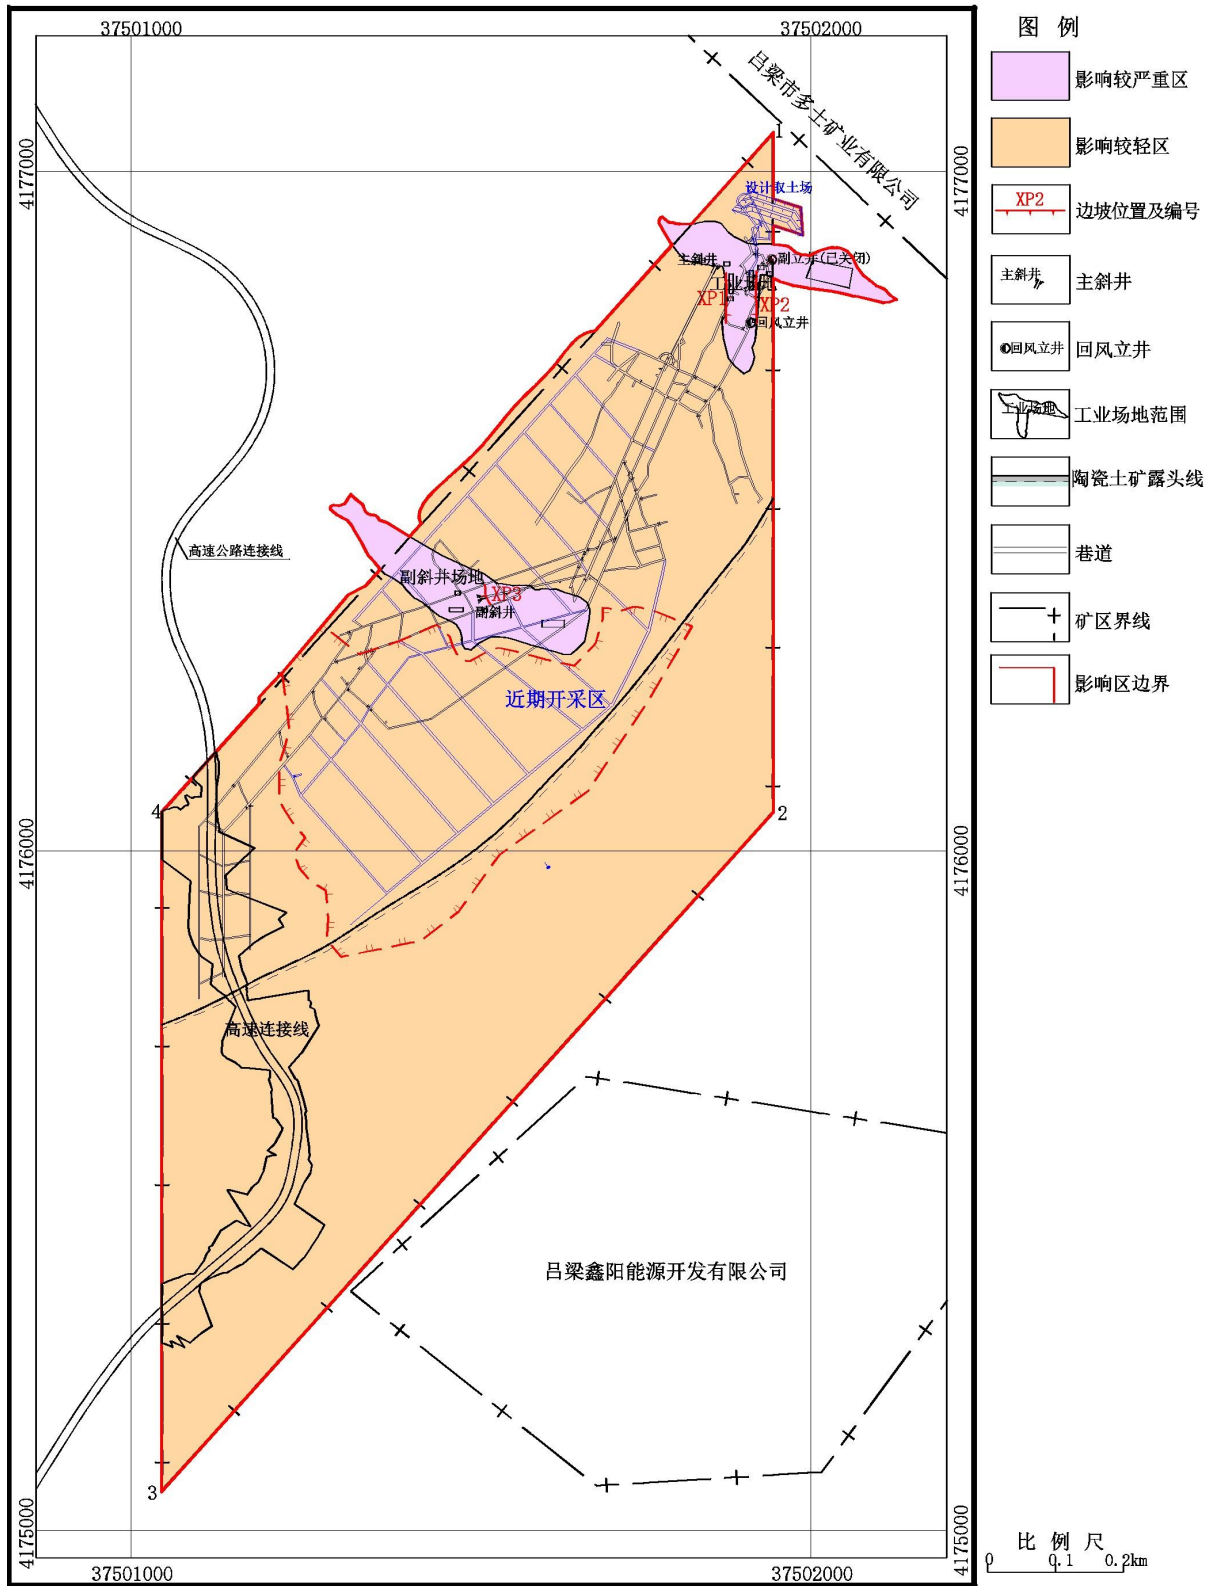 37501000
37502000
图 例
吕梁市多士矿业有限公司
影响较严重区
1
影响较轻区
4177000
4177000
设计取土场
XP2
边坡位置及编号
主斜井
副立井(已关闭)
主斜井
主斜井
工业场地
XP1
XP2
回风立井
回风立井
回风立井
工业场地
工业场地范围
陶瓷土矿露头线
高速公路连接线
巷道
副斜井场地
XP3
副斜井
矿区界线
影响区边界
近期开采区
4
2
4176000
4176000
高速连接线
吕梁鑫阳能源开发有限公司
3
4175000
4175000
比 例 尺
0 0.1 0.2km
37501000
37502000